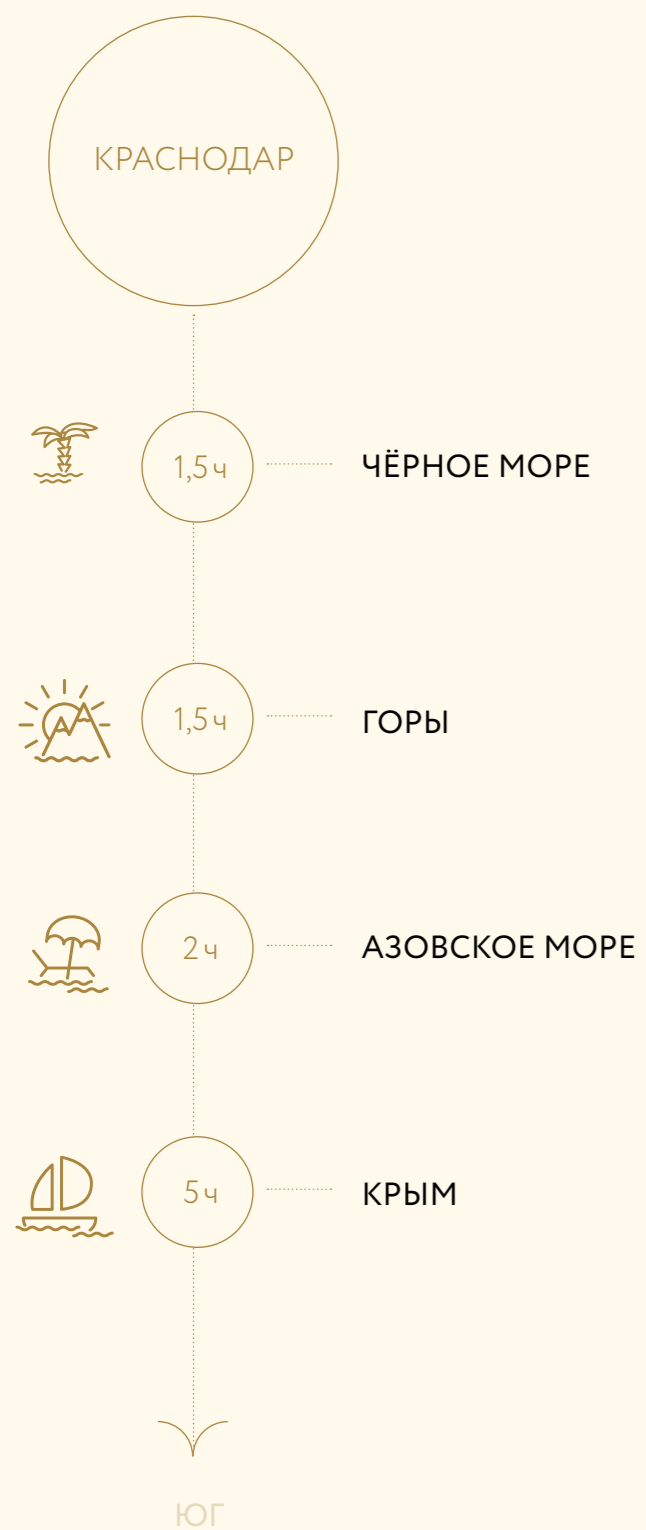 КРАСНОДАР
1,5 ч
ЧЁРНОЕ МОРЕ
1,5 ч
ГОРЫ
2 ч
АЗОВСКОЕ МОРЕ
5 ч
КРЫМ
ЮГ